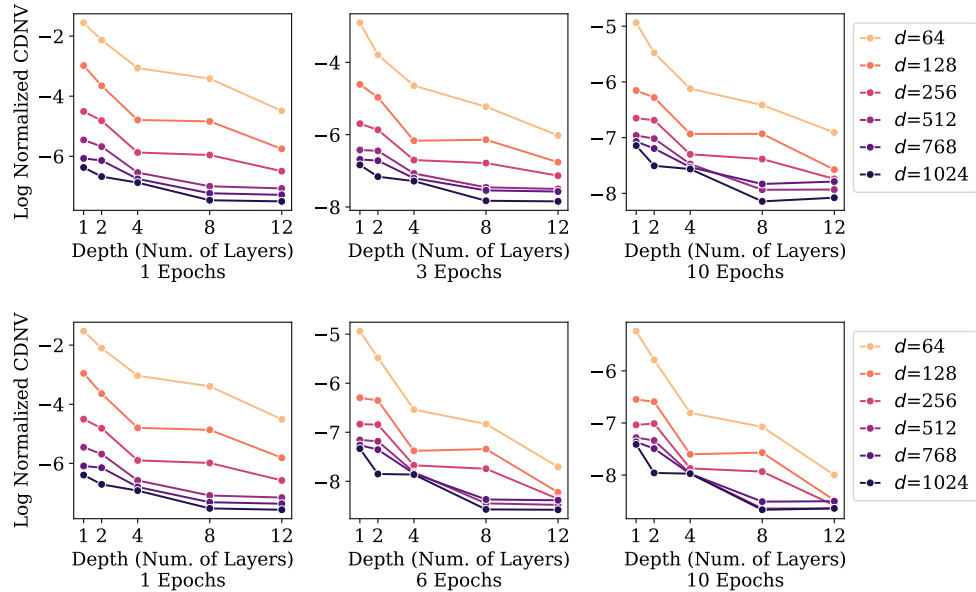 Log Normalized CDNV
−2
−4
−6
1 2 4 8 12
Depth (Num. of Layers)
1 Epochs
−4
−6
−8
1 2 4 8 12
Depth (Num. of Layers)
3 Epochs
−5
−6
−7
−8
1 2 4 8 12
Depth (Num. of Layers)
10 Epochs
d=64
d=128
d=256
d=512
d=768
d=1024
Log Normalized CDNV
−2
−4
−6
1 2 4 8 12
Depth (Num. of Layers)
1 Epochs
−5
−6
−7
−8
1 2 4 8 12
Depth (Num. of Layers)
6 Epochs
−6
−7
−8
1 2 4 8 12
Depth (Num. of Layers)
10 Epochs
d=64
d=128
d=256
d=512
d=768
d=1024